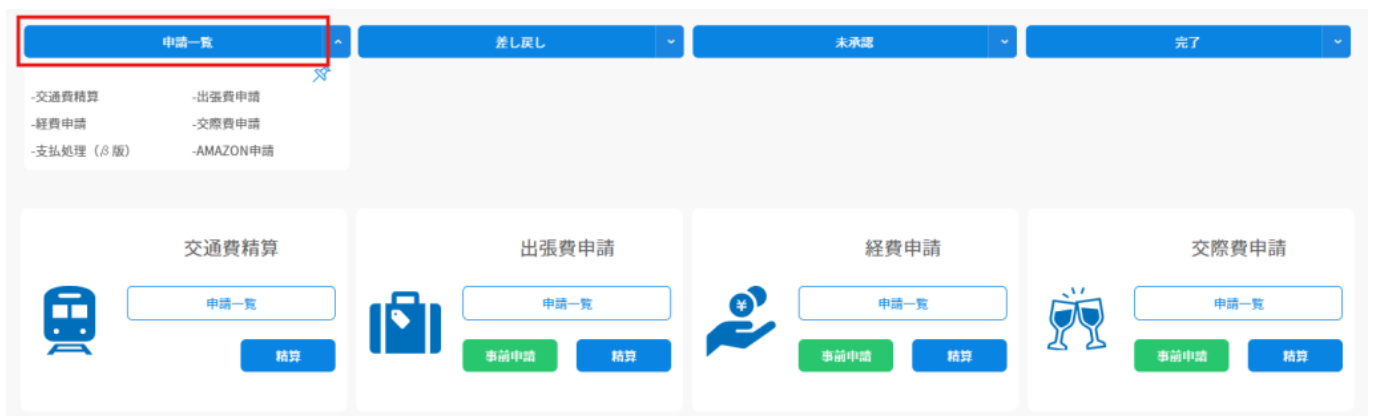 申請一覧 差し戻し 未承認 完了
-交通費精算 -出張費申請
-経費申請 -交際費申請
-支払処理（β版） -AMAZON申請
交通費精算 出張費申請 経費申請 交際費申請
申請一覧 申請一覧 申請一覧 申請一覧
精算 事前申請 精算 事前申請 精算 事前申請 精算